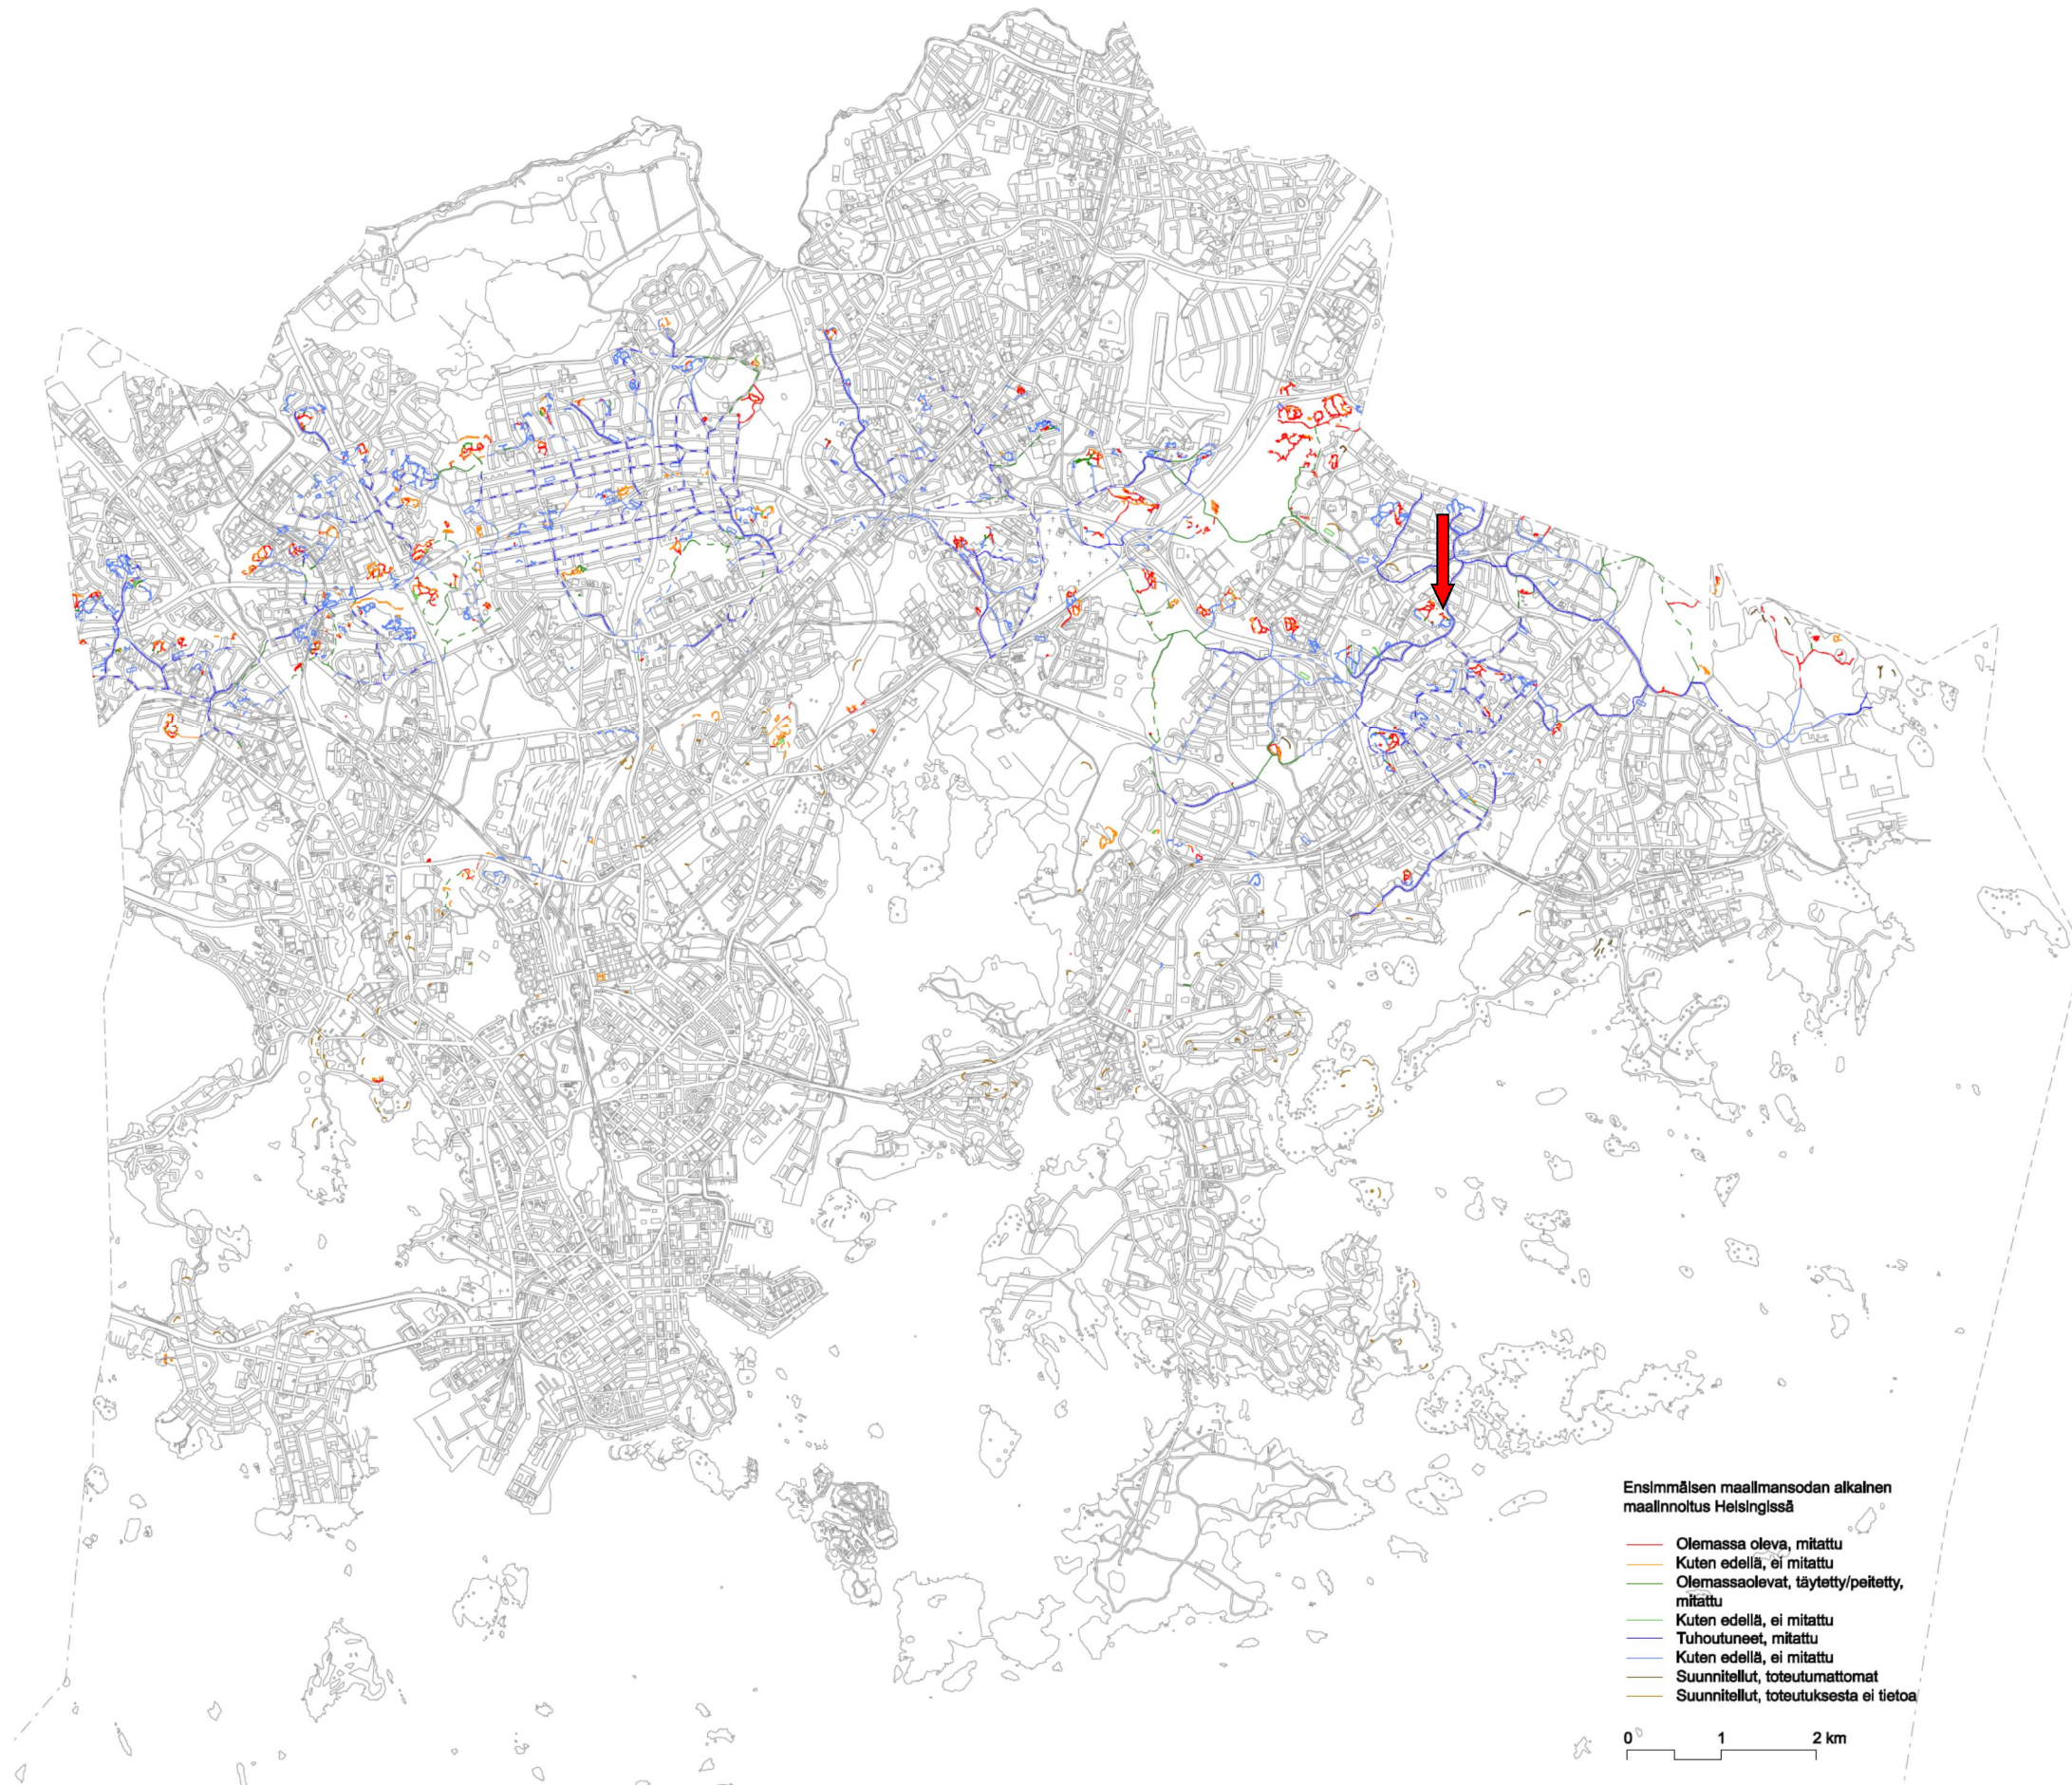 Ensimmäisen maailmansodan aikainen
maalinnoitus Helsingissä
Olemassa oleva, mitattu
Kuten edellä, ei mitattu
Olemassaolevat, täytetty/peitetty,
mitattu
Kuten edellä, ei mitattu
Tuhoutuneet, mitattu
Kuten edellä, ei mitattu
Suunnitellut, toteutumattomat
Suunnitellut, toteutuksesta ei tietoa
0 1 2 km